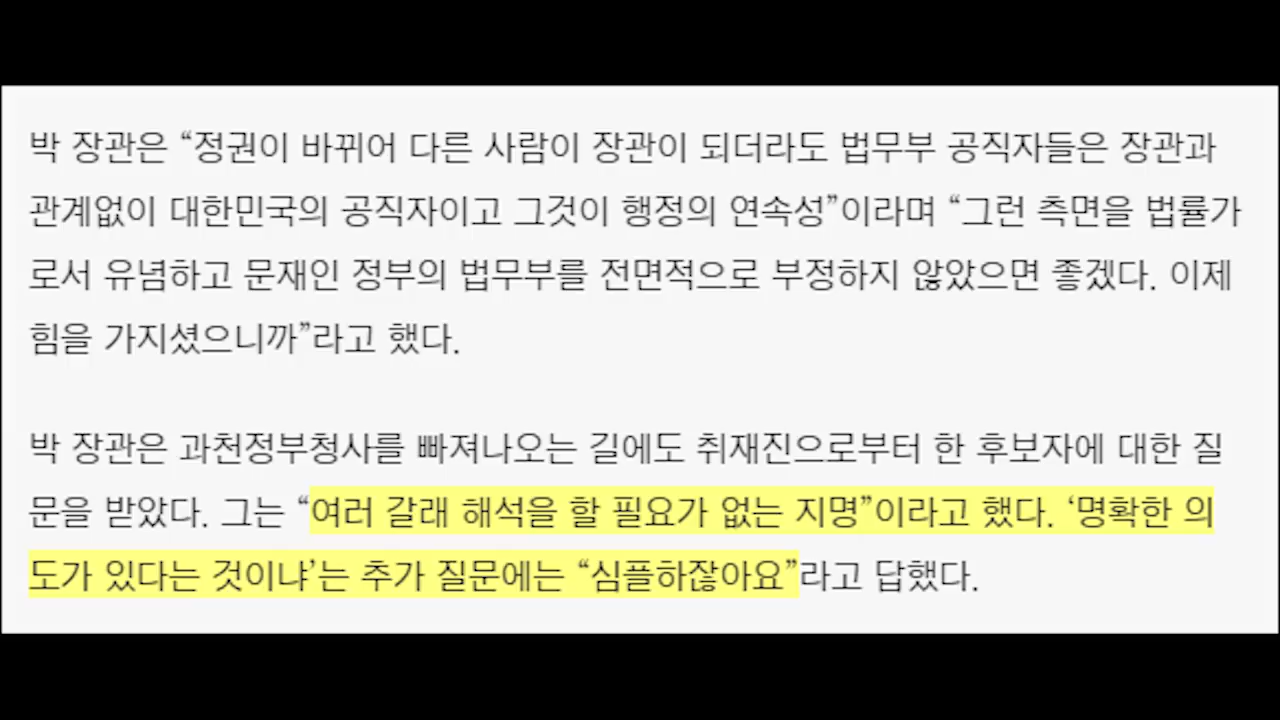 박 장관은 “정권이 바뀌어 다른 사람이 장관이 되더라도 법무부 공직자들은 장관과
관계없이 대한민국의 공직자이고 그것이 행정의 연속성”이라며 “그런 측면을 법률가
로서 유념하고 문재인 정부의 법무부를 전면적으로 부정하지 않았으면 좋겠다. 이제
힘을 가지셨으니까”라고 했다.
박 장관은 과천정부청사를 빠져나오는 길에도 취재진으로부터 한 후보자에 대한 질
문을 받았다. 그는 “여러 갈래 해석을 할 필요가 없는 지명”이라고 했다. ‘명확한 의
도가 있다는 것이냐’는 추가 질문에는 “심플하잖아요”라고 답했다.